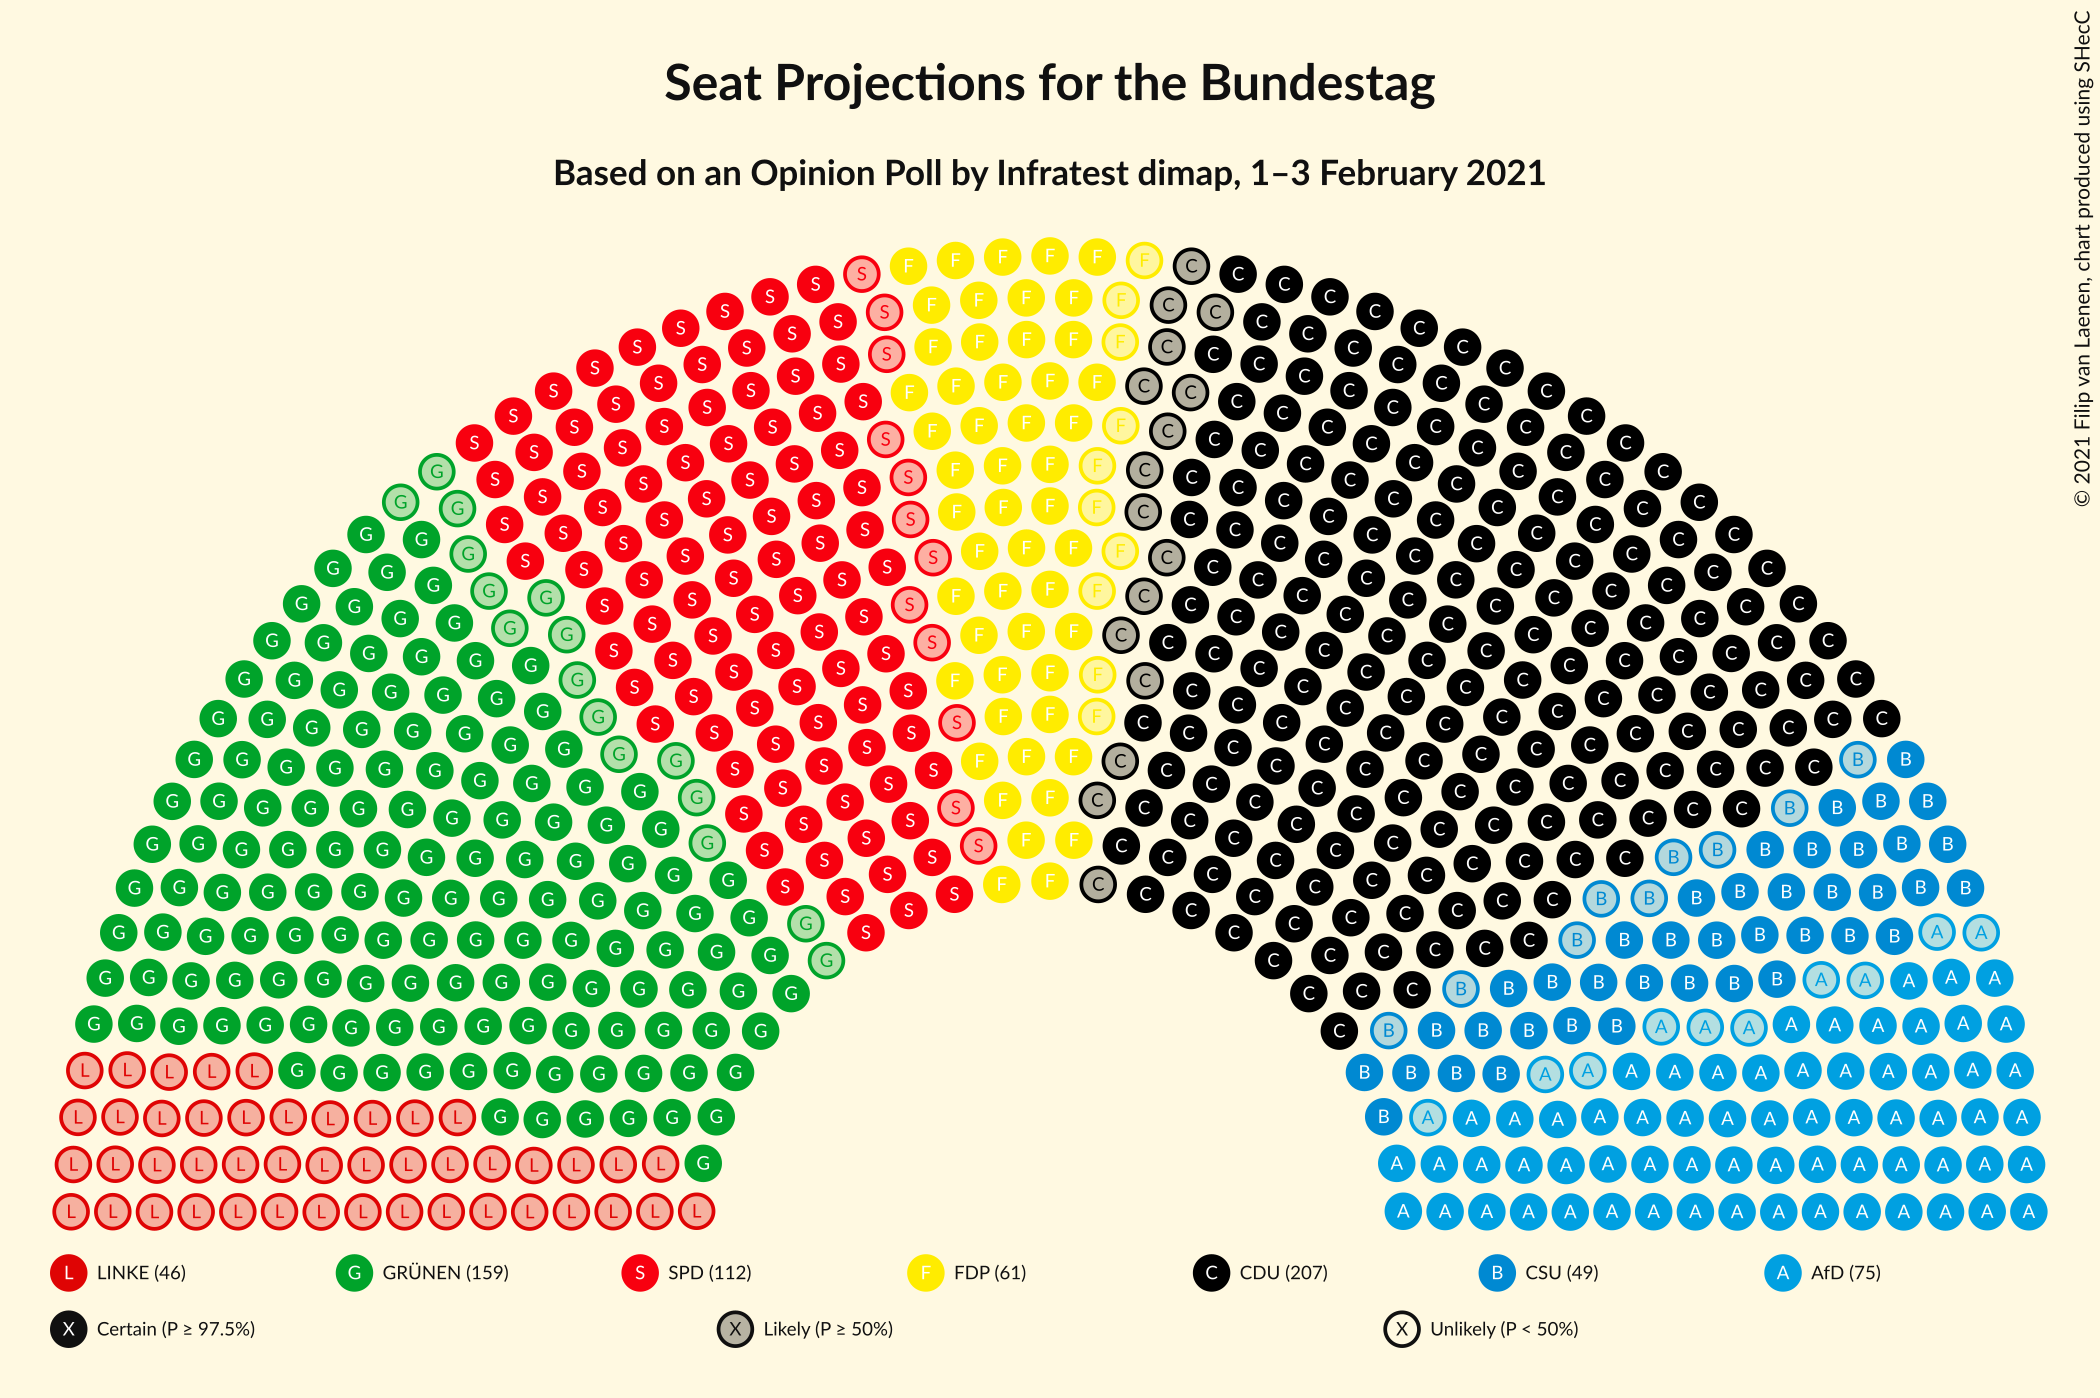 Seat Projections for the Bundestag
Based on an Opinion Poll by Infratest dimap, 1–3 February 2021
© 2021 Filip van Laenen, chart produced using SHecC
L LINKE (46) G GRÜNEN (159) S SPD (112) F FDP (61) C CDU (207) B CSU (49) A AfD (75)
X Certain (P ≥ 97.5%) X Likely (P ≥ 50%) X Unlikely (P < 50%)